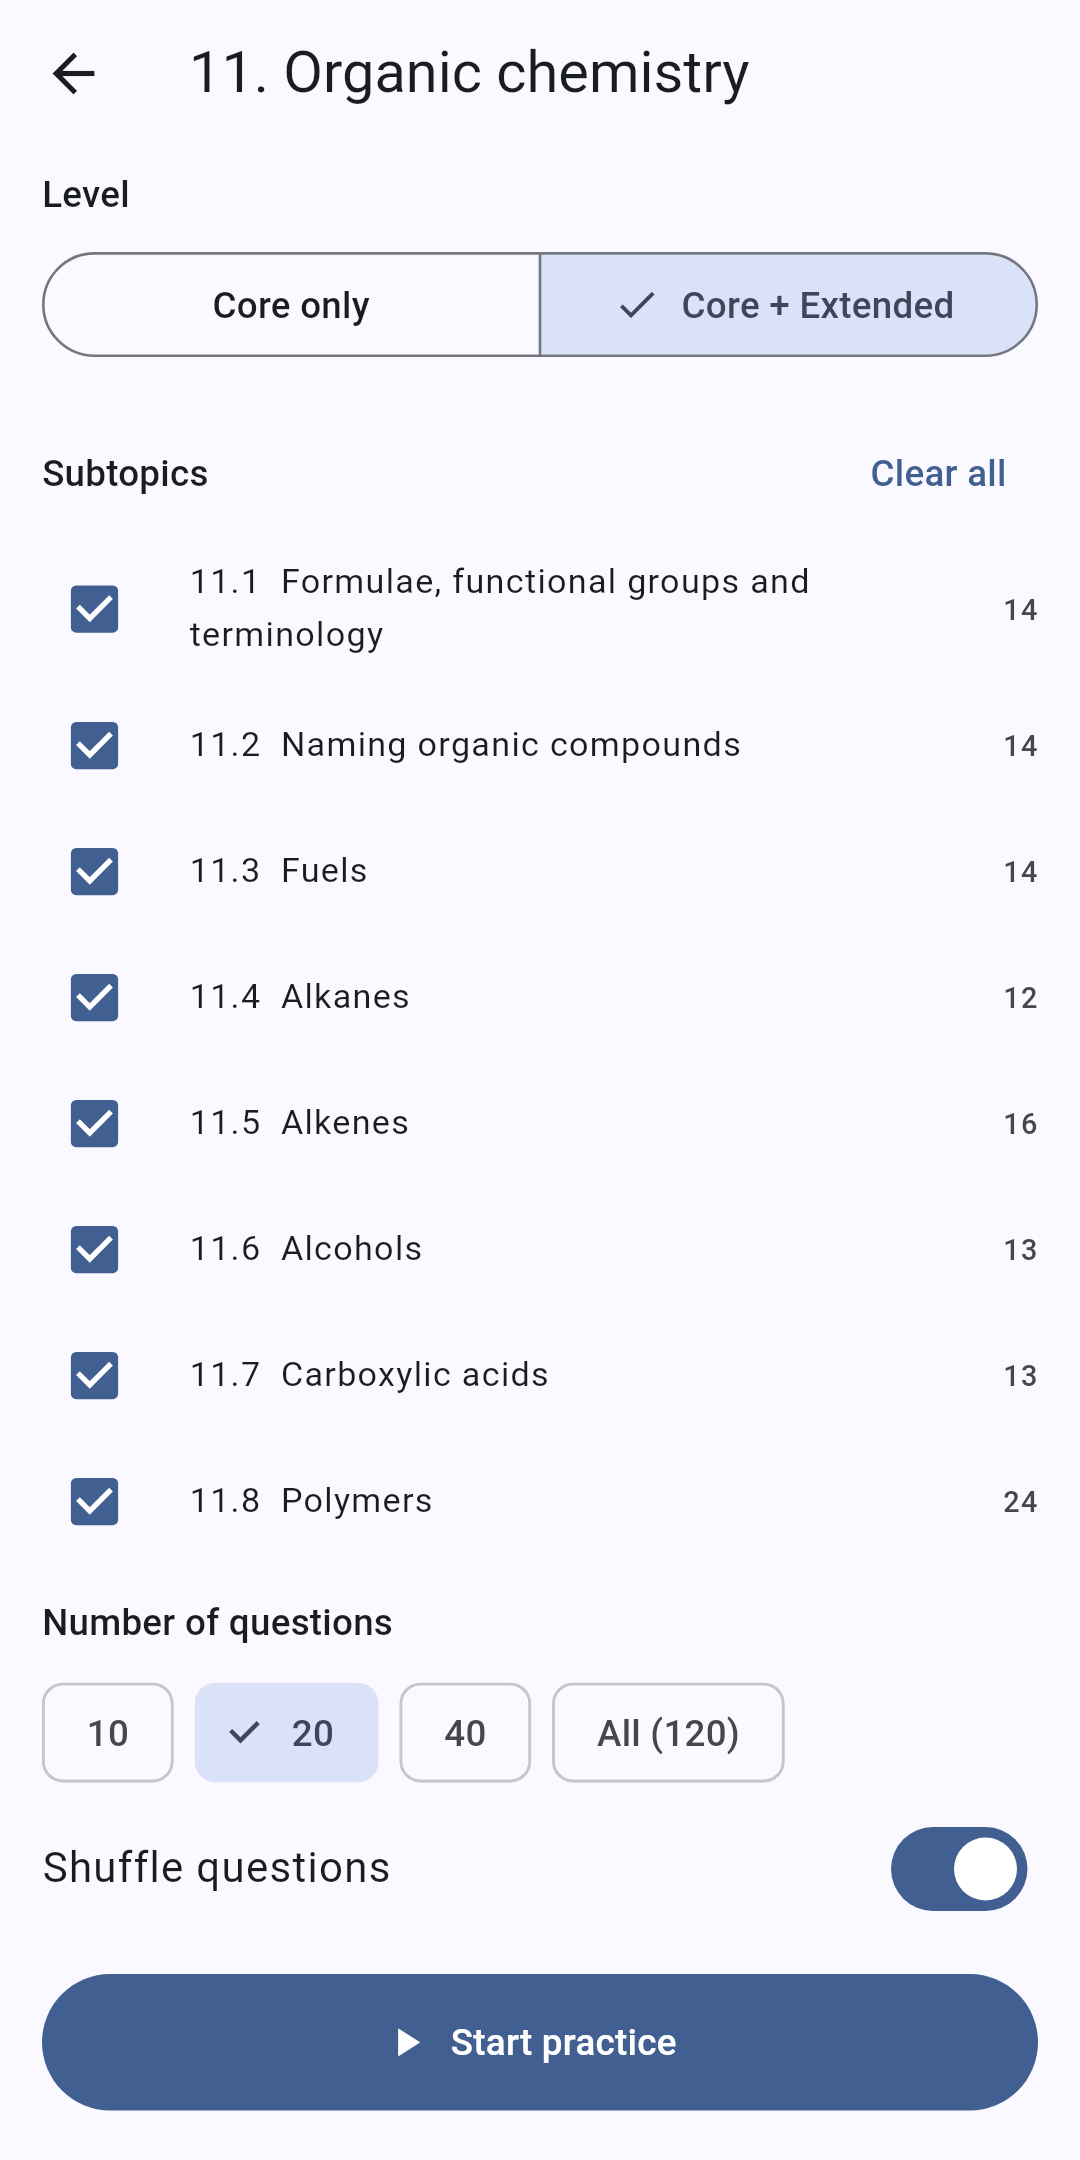 11. Organic chemistry
Level
Core only
Core + Extended
Subtopics
Clear all
11.1 Formulae, functional groups and
terminology
14
11.2 Naming organic compounds
14
11.3 Fuels
14
11.4 Alkanes
12
11.5 Alkenes
16
11.6 Alcohols
13
11.7 Carboxylic acids
13
11.8 Polymers
24
Number of questions
10
20
40
All (120)
Shuffle questions
Start practice